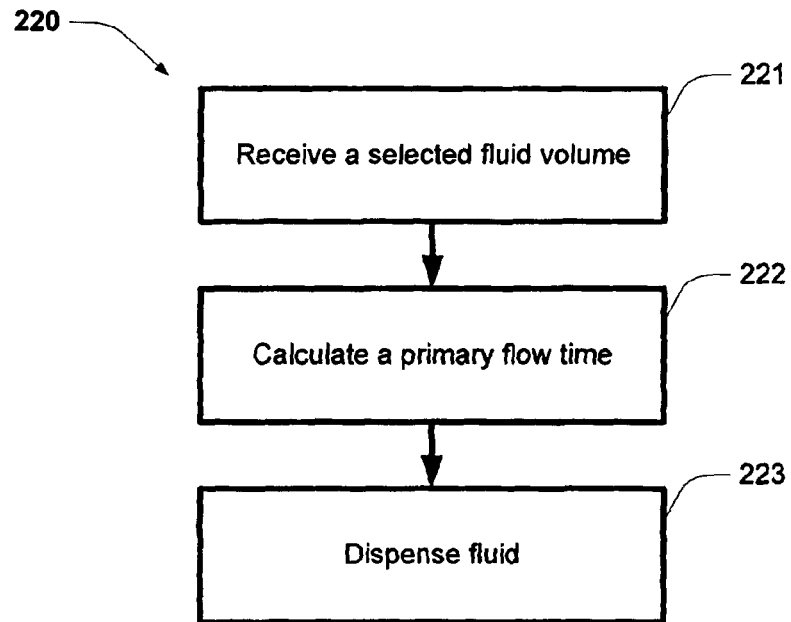 220
221
Receive a selected fluid volume
222
Calculate a primary flow time
223
Dispense fluid